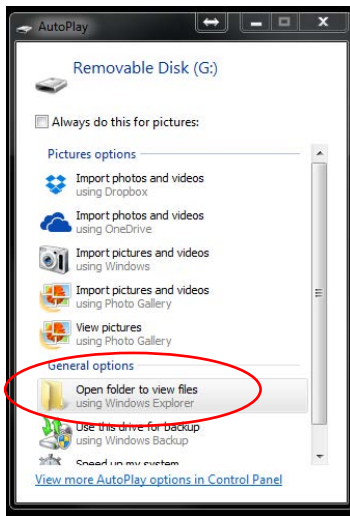 AutoPlay
Removable Disk (G:)
Always do this for pictures:
Pictures options
Import photos and videos
using Dropbox
Import photos and videos
using OneDrive
Import pictures and videos
using Windows
Import pictures and videos
using Photo Gallery
View pictures
using Photo Gallery
General options
Open folder to view files
using Windows Explorer
Use this drive for backup
using Windows Backup
Speed up my system
View more AutoPlay options in Control Panel